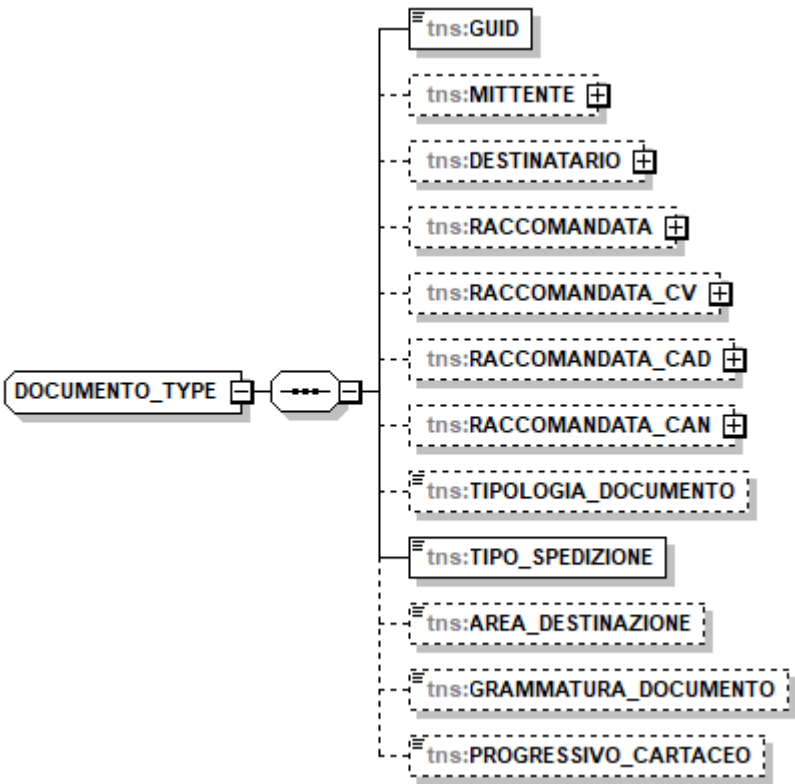 tns:GUID
tns:MITTENTE
tns:DESTINATARIO
tns:RACCOMANDATA
tns:RACCOMANDATA_CV
tns:RACCOMANDATA_CAD
DOCUMENTO_TYPE
tns:RACCOMANDATA_CAN
tns:TIPOLOGIA_DOCUMENTO
tns:TIPO_SPEDIZIONE
tns:AREA_DESTINAZIONE
tns:GRAMMATURA_DOCUMENTO
tns:PROGRESSIVO_CARTACEO